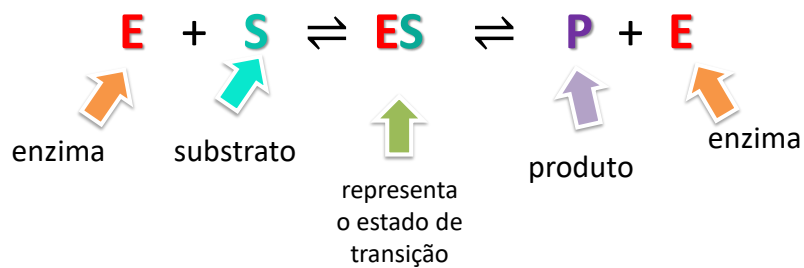 E + S ⇌ ES ⇌ P + E
enzima
substrato
representa
o estado de
transição
produto
enzima